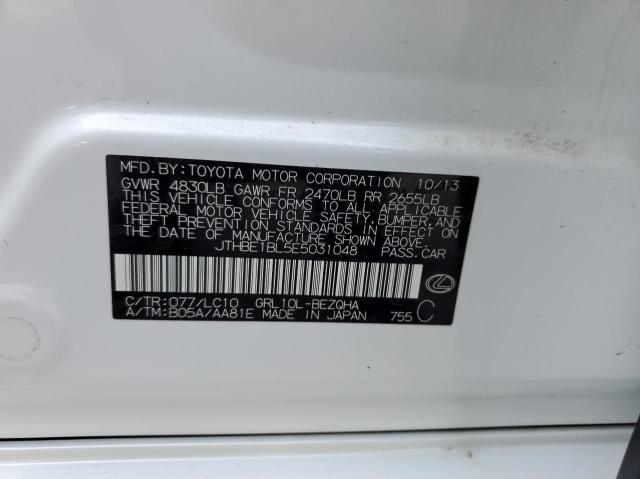 MFD.BY:TOYOTA MOTOR CORPORATION 10/13
GVWR 4830LB GAWR FR 2470LB RR 2655LB
THIS VEHICLE CONFORMS TO ALL APPLICABLE
FEDERAL MOTOR VEHICLE SAFETY, BUMPER, AND
THEFT PREVENTION STANDARDS IN EFFECT ON
THE DATE OF MANUFACTURE SHOWN ABOVE.
JTHBE1BL5E5031048 PASS.CAR
C/TR:077/LC10 GRL10L-BEZQHA
A/TM:B05A/AA81E MADE IN JAPAN 755 C